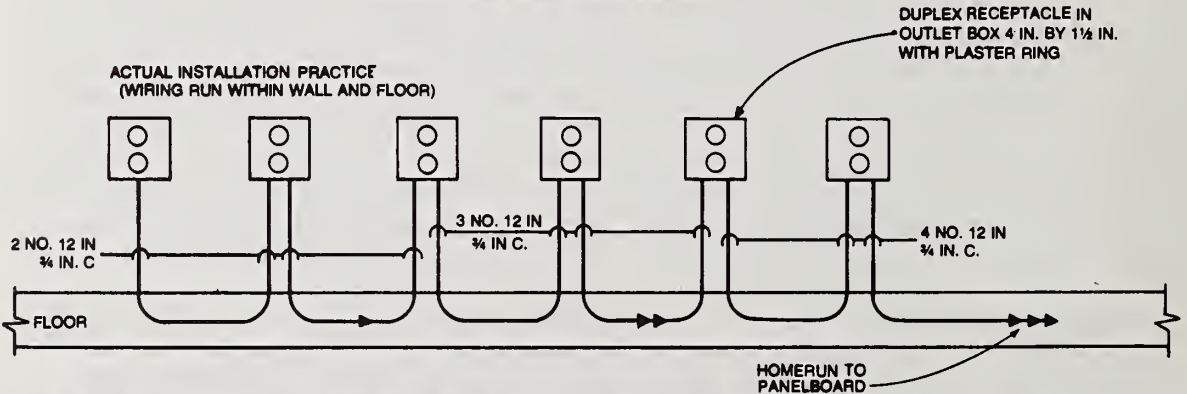 DUPLEX RECEPTACLE IN
OUTLET BOX 4 IN. BY 1½ IN.
WITH PLASTER RING
ACTUAL INSTALLATION PRACTICE
(WIRING RUN WITHIN WALL AND FLOOR)
2 NO. 12 IN
¾ IN. C
3 NO. 12 IN
¾ IN C.
4 NO. 12 IN
¾ IN. C.
FLOOR
HOMERUN TO
PANELBOARD